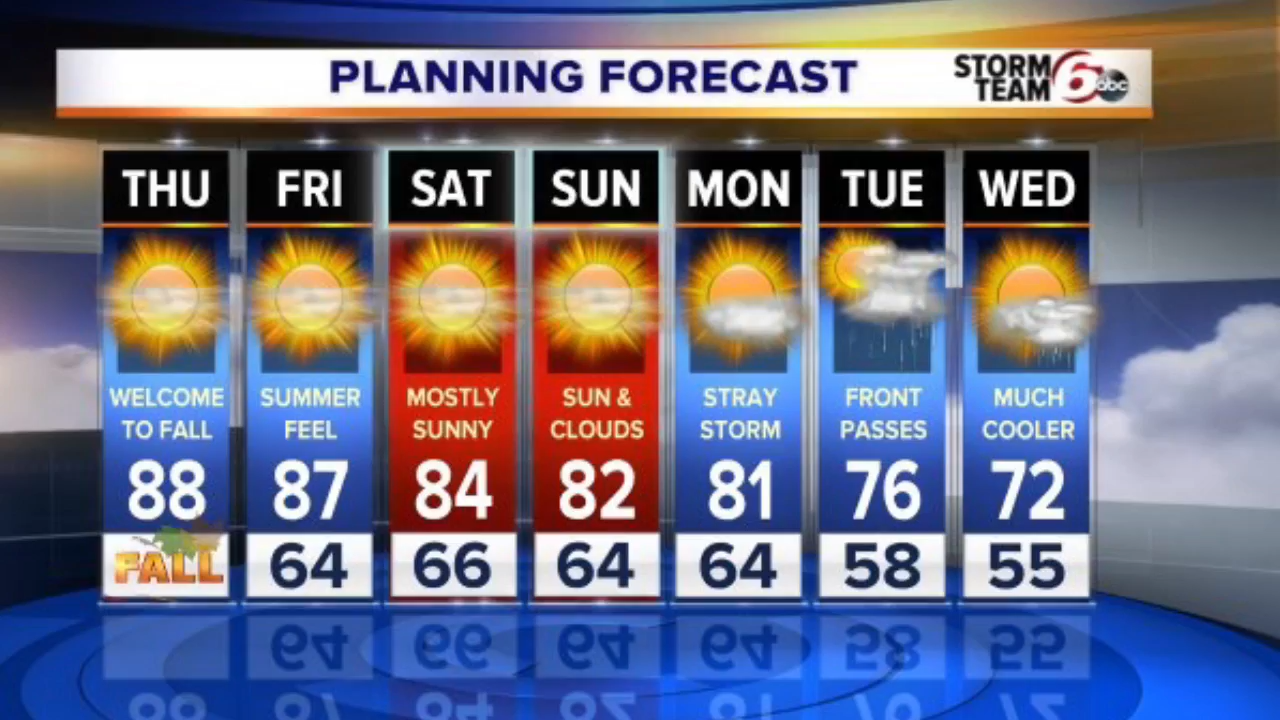 PLANNING FORECAST
STORM TEAM 6 abc
THU FRI SAT SUN MON TUE WED
WELCOME SUMMER MOSTLY SUN & STRAY FRONT MUCH
TO FALL FEEL SUNNY CLOUDS STORM PASSES COOLER
88 87 84 82 81 76 72
FALL 64 66 64 64 58 55